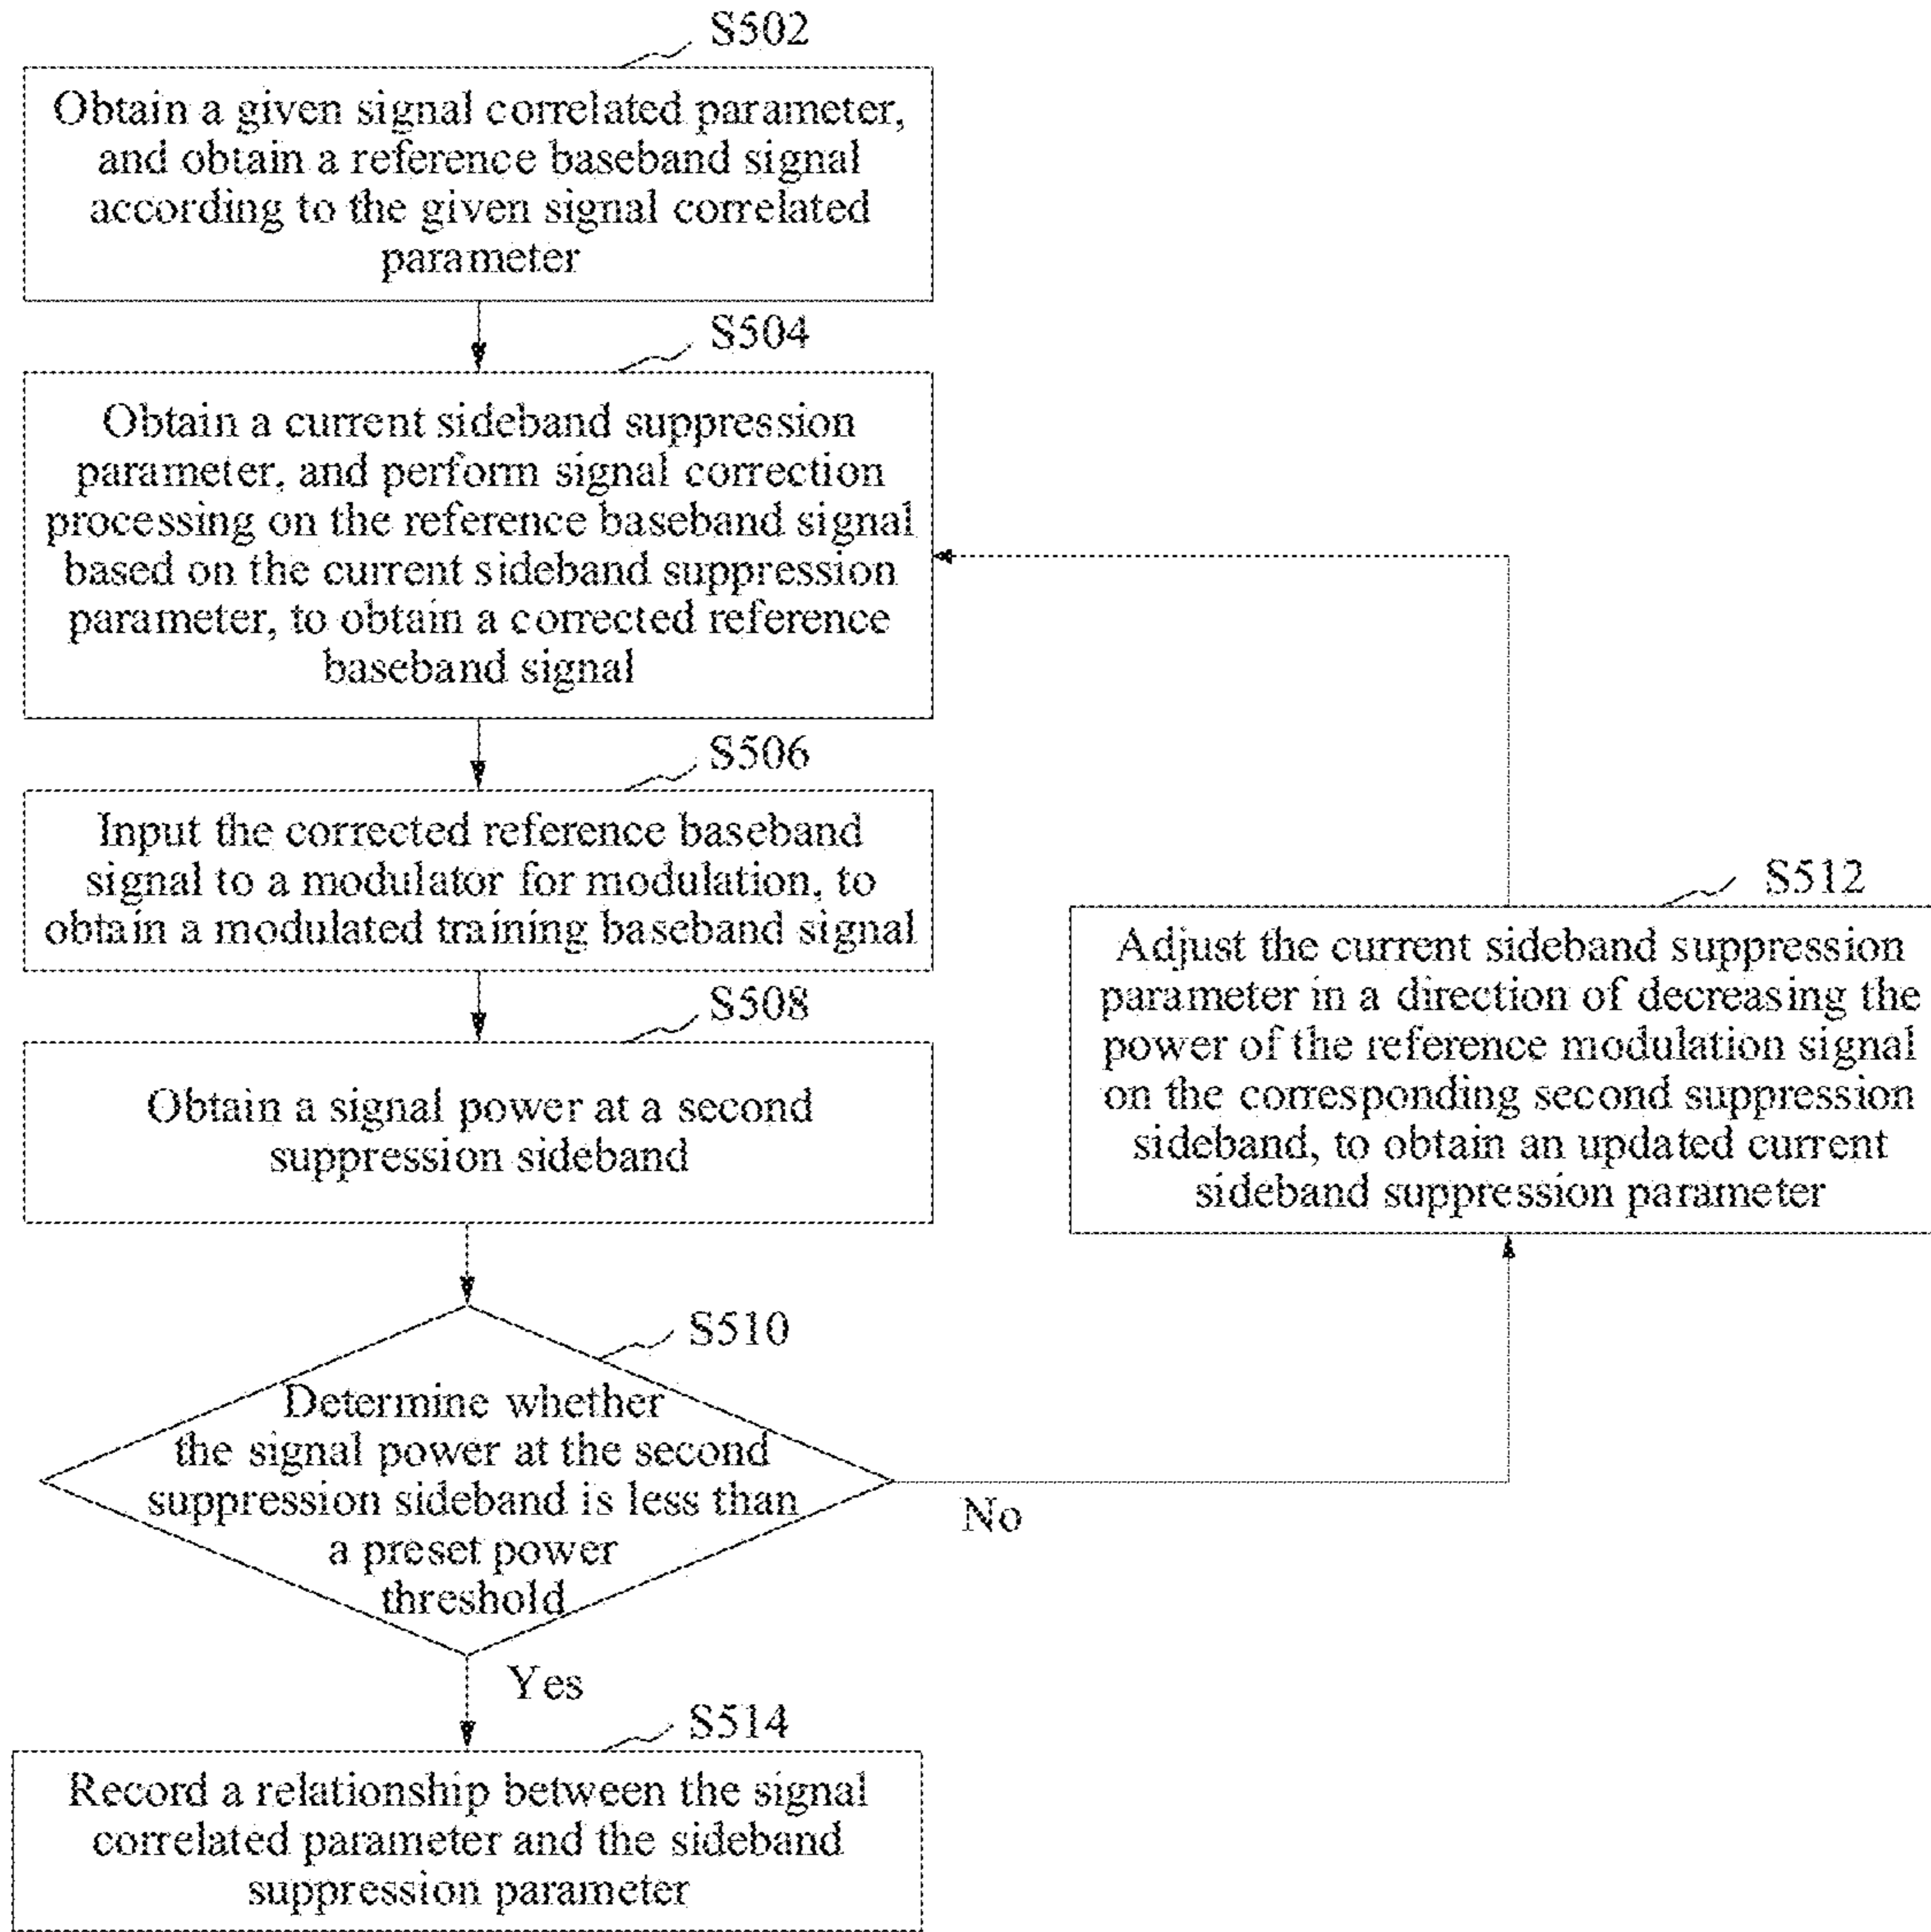 S502
Obtain a given signal correlated parameter,
and obtain a reference baseband signal
according to the given signal correlated
parameter
S504
Obtain a current sideband suppression
parameter, and perform signal correction
processing on the reference baseband signal
based on the current sideband suppression
parameter, to obtain a corrected reference
baseband signal
S506
Input the corrected reference baseband
signal to a modulator for modulation, to
obtain a modulated training baseband signal
S508
Obtain a signal power at a second
suppression sideband
S510
Determine whether
the signal power at the second
suppression sideband is less than
a preset power
threshold
No
S512
Adjust the current sideband suppression
parameter in a direction of decreasing the
power of the reference modulation signal
on the corresponding second suppression
sideband, to obtain an updated current
sideband suppression parameter
Yes
S514
Record a relationship between the signal
correlated parameter and the sideband
suppression parameter